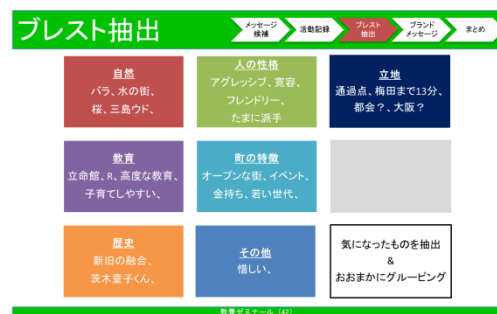 ブレスト抽出
メッセージ
候補
活動記録
ブレスト
抽出
ブランド
メッセージ
まとめ
自然
バラ、水の街、
桜、三島ウド、
人の性格
アグレッシブ、寛容、
フレンドリー、
たまに派手
立地
通過点、梅田まで13分、
都会?、大阪?
教育
立命館、R、高度な教育、
子育てしやすい、
町の特徴
オープンな街、イベント、
金持ち、若い世代、
歴史
新旧の融合、
茨木童子くん、
その他
惜しい、
気になったものを抽出
&
おおまかにグルーピング
教養ゼミナール (42)